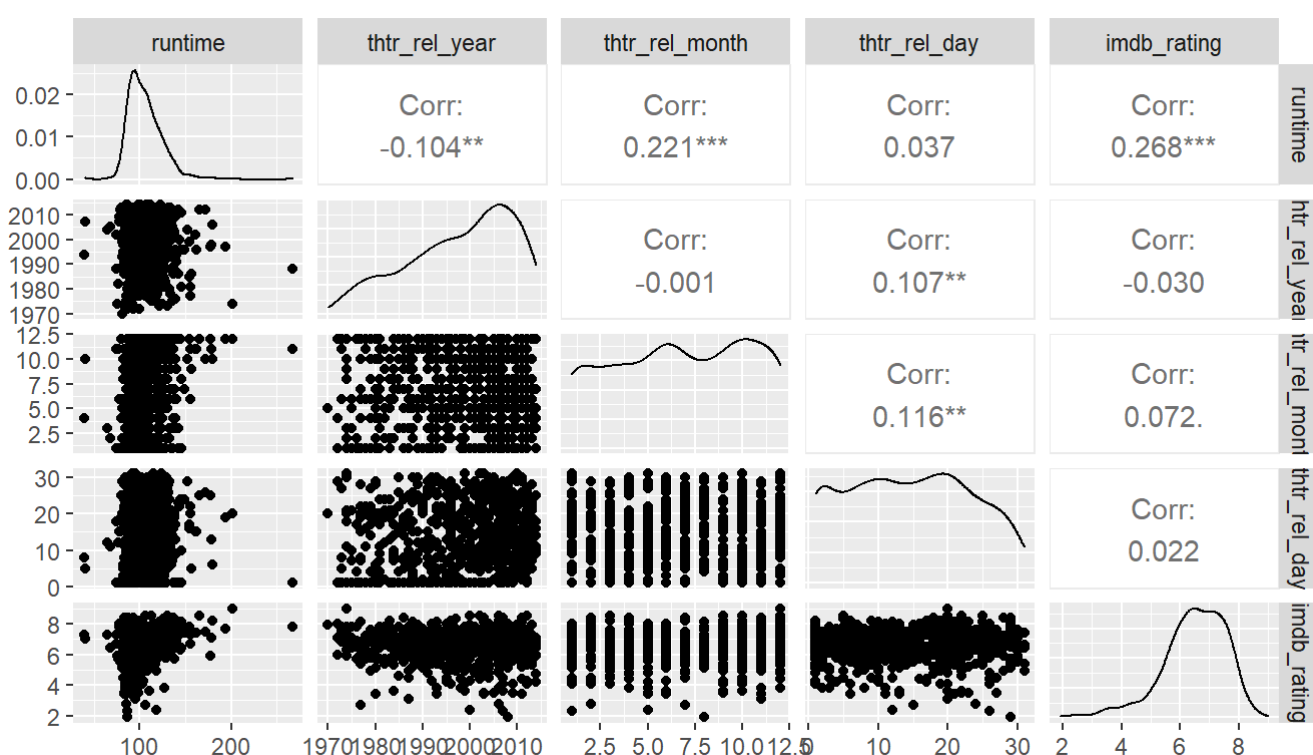 runtime thtr_rel_year thtr_rel_month thtr_rel_day imdb_rating
0.02
0.01
0.00
Corr:
-0.104**
Corr:
0.221***
Corr:
0.037
Corr:
0.268***
runtime
2010
2000
1990
1980
1970
Corr:
-0.001
Corr:
0.107**
Corr:
-0.030
htr_rel_year
12.5
10.0
7.5
5.0
2.5
Corr:
0.116**
Corr:
0.072.
tr_rel_mont
30
20
10
0
Corr:
0.022
thtr_rel_day
8
6
4
2
imdb_rating
100 200 1970 1980 1990 2000 2010 2.5 5.0 7.5 10.0 12.5 0 10 20 30 2 4 6 8